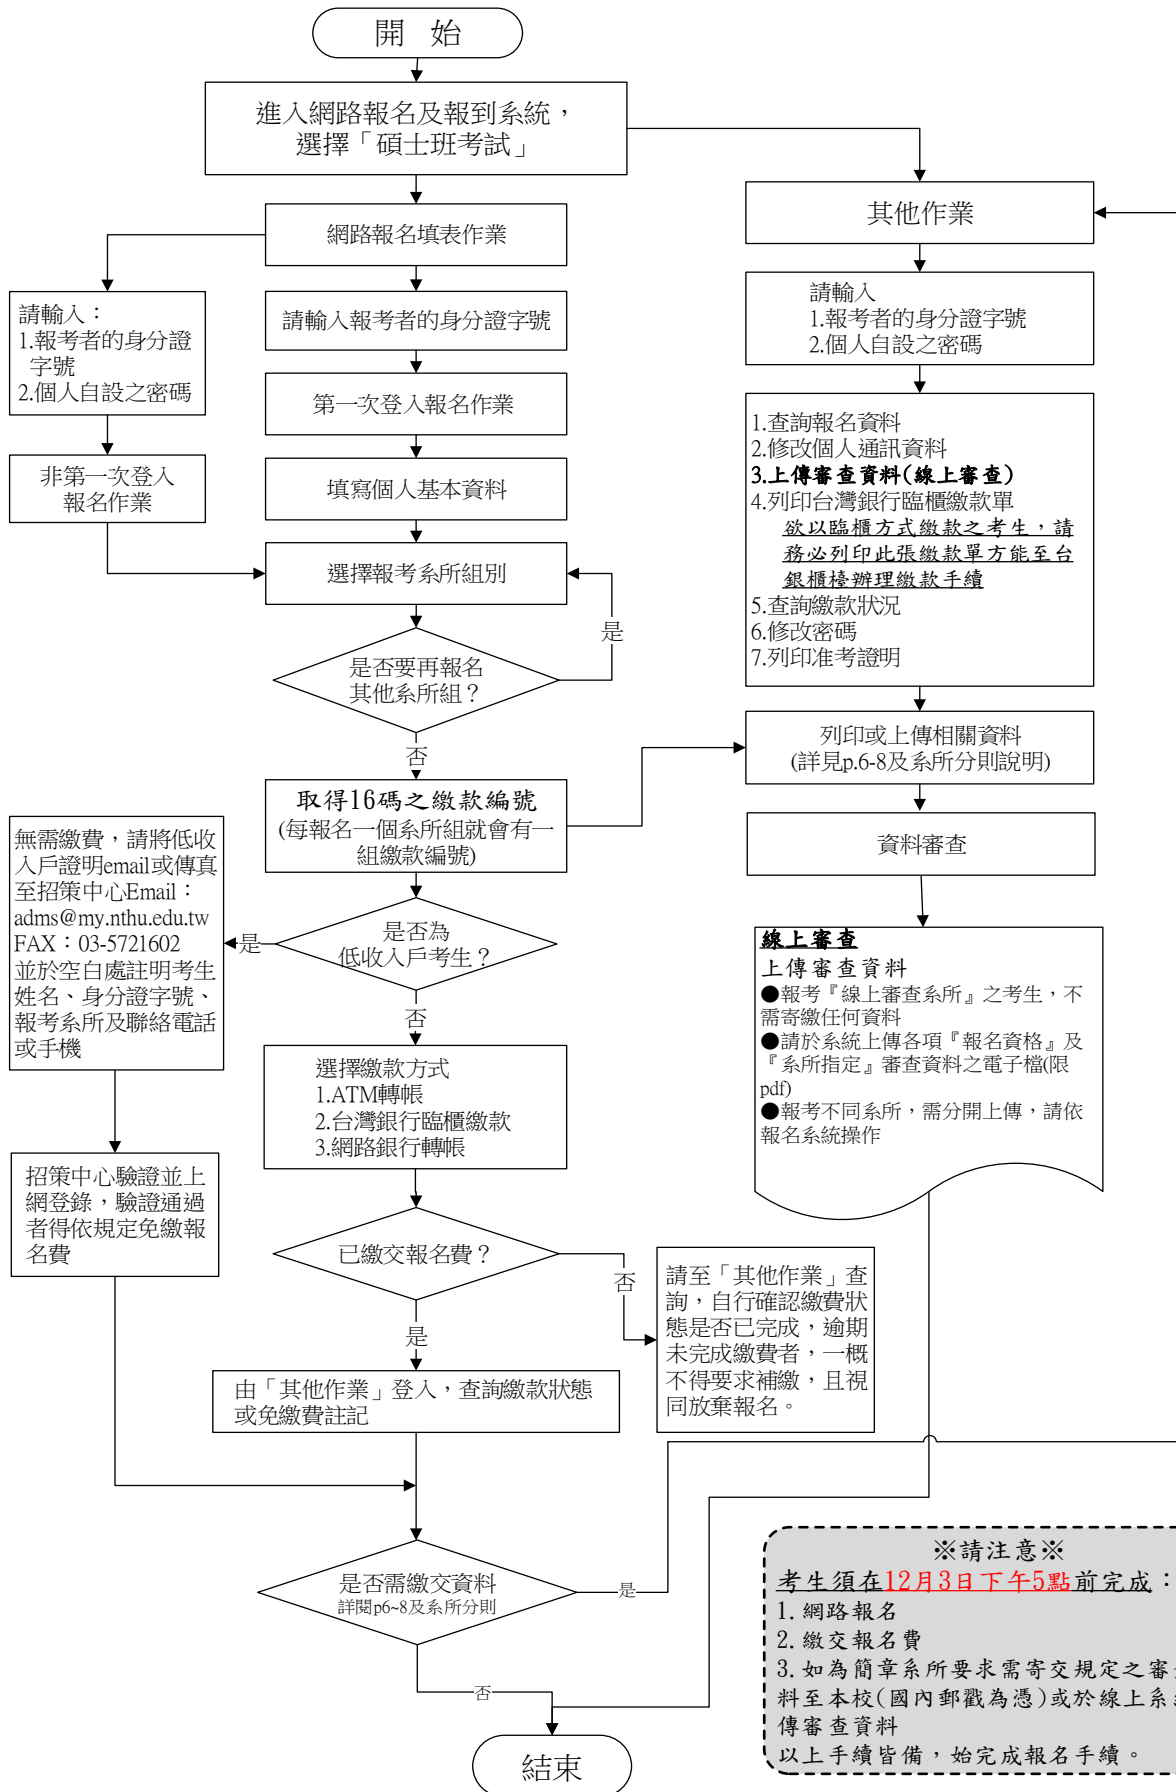 開 始
進入網路報名及報到系統，
選擇「碩士班考試」
網路報名填表作業
請輸入：
1.報考者的身分證
字號
2.個人自設之密碼
非第一次登入
報名作業
請輸入報考者的身分證字號
第一次登入報名作業
填寫個人基本資料
選擇報考系所組別
是
是否要再報名
其他系所組？
否
取得16碼之繳款編號
(每報名一個系所組就會有一
組繳款編號)
是否為
低收入戶考生？
是
無需繳費，請將低收
入戶證明email或傳真
至招策中心Email：
adms@my.nthu.edu.tw
FAX：03-5721602
並於空白處註明考生
姓名、身分證字號、
報考系所及聯絡電話
或手機
招策中心驗證並上
網登錄，驗證通過
者得依規定免繳報
名費
否
選擇繳款方式
1.ATM轉帳
2.台灣銀行臨櫃繳款
3.網路銀行轉帳
已繳交報名費？
否
請至「其他作業」查
詢，自行確認繳費狀
態是否已完成，逾期
未完成繳費者，一概
不得要求補繳，且視
同放棄報名。
是
由「其他作業」登入，查詢繳款狀態
或免繳費註記
是否需繳交資料
詳閱p6~8及系所分則
是
否
結束
其他作業
請輸入
1.報考者的身分證字號
2.個人自設之密碼
1.查詢報名資料
2.修改個人通訊資料
3.上傳審查資料(線上審查)
4.列印台灣銀行臨櫃繳款單
欲以臨櫃方式繳款之考生，請
務必列印此張繳款單方能至台
銀櫃檯辦理繳款手續
5.查詢繳款狀況
6.修改密碼
7.列印准考證明
列印或上傳相關資料
(詳見p.6-8及系所分則說明)
資料審查
線上審查
上傳審查資料
●報考『線上審查系所』之考生，不
需寄繳任何資料
●請於系統上傳各項『報名資格』及
『系所指定』審查資料之電子檔(限
pdf)
●報考不同系所，需分開上傳，請依
報名系統操作
※請注意※
考生須在12月3日下午5點前完成：
1.網路報名
2.繳交報名費
3.如為簡章系所要求需寄交規定之審
料至本校(國內郵戳為憑)或於線上系
傳審查資料
以上手續皆備，始完成報名手續。